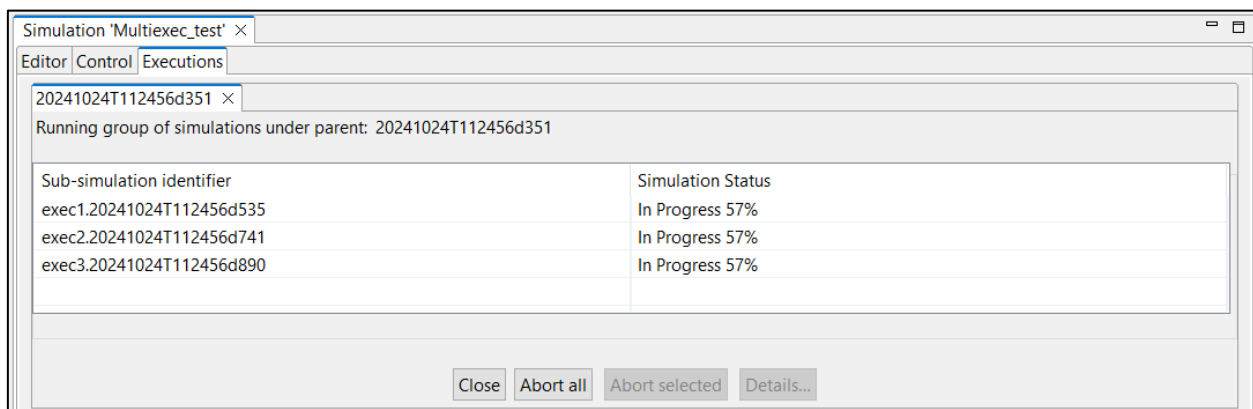 Simulation 'Multiexec_test'
Editor Control Executions
20241024T112456d351
Running group of simulations under parent: 20241024T112456d351
Sub-simulation identifier Simulation Status
exec1.20241024T112456d535 In Progress 57%
exec2.20241024T112456d741 In Progress 57%
exec3.20241024T112456d890 In Progress 57%
Close Abort all Abort selected Details...